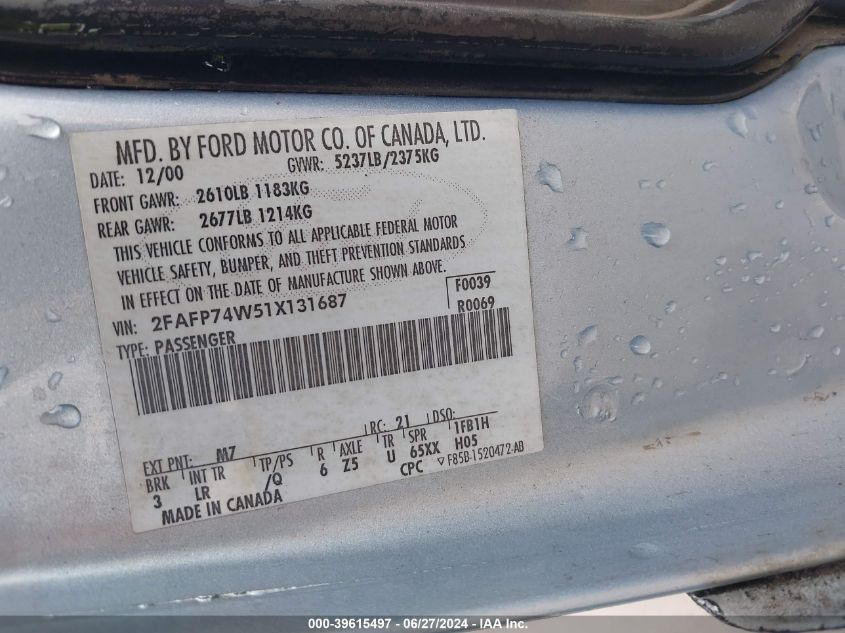 MFD. BY FORD MOTOR CO. OF CANADA, LTD.
DATE: 12/00 GVWR: 5237LB/2375KG
FRONT GAWR: 2610LB 1183KG
REAR GAWR: 2677LB 1214KG
THIS VEHICLE CONFORMS TO ALL APPLICABLE FEDERAL MOTOR
VEHICLE SAFETY, BUMPER, AND THEFT PREVENTION STANDARDS
IN EFFECT ON THE DATE OF MANUFACTURE SHOWN ABOVE.
F0039
VIN: 2FAFP74W51X131687 R0069
TYPE: PASSENGER
EXT PNT: M7 RC: 21 DSO:
BRK INT TR TP/PS R AXLE TR SPR 1FB1H
3 LR /Q 6 Z5 U 65XX H05
MADE IN CANADA CPC ▽F85B-1520472-AB
000-39615497 - 06/27/2024 - IAA Inc.